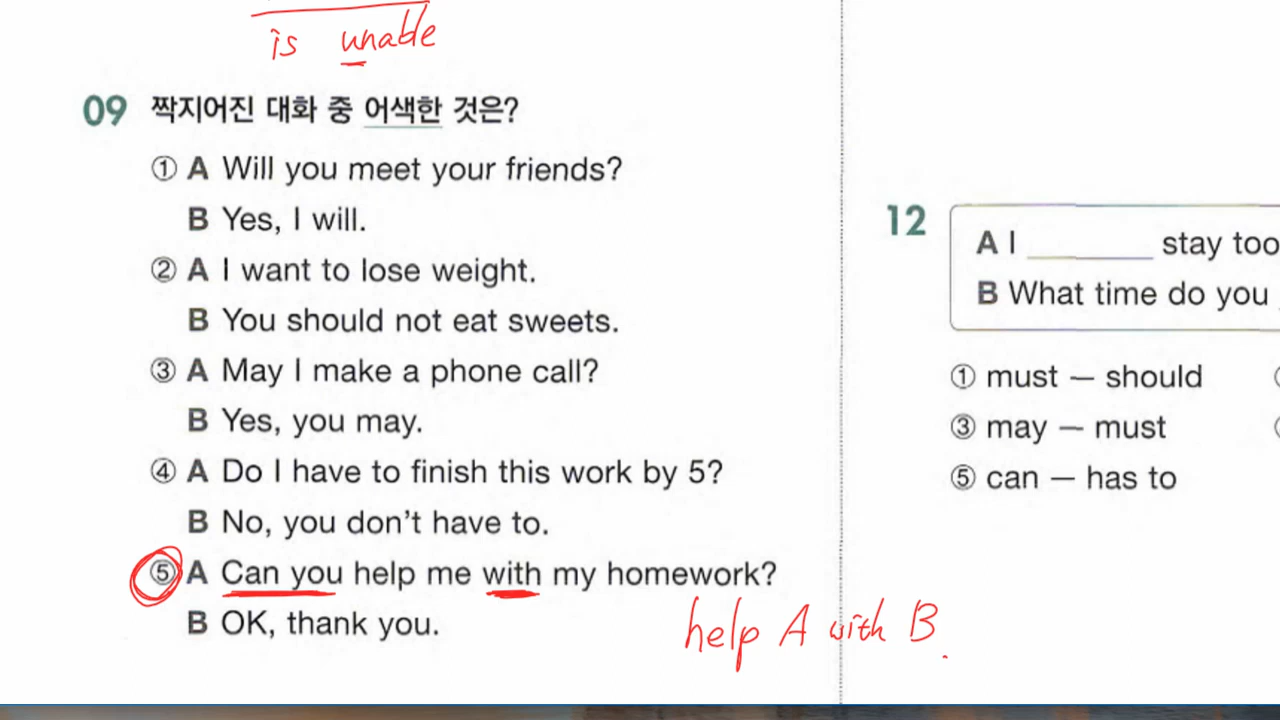 is unable
09 짝지어진 대화 중 어색한 것은?
① A Will you meet your friends?
B Yes, I will.
② A I want to lose weight.
B You should not eat sweets.
③ A May I make a phone call?
B Yes, you may.
④ A Do I have to finish this work by 5?
B No, you don't have to.
⑤ A Can you help me with my homework?
B OK, thank you.
help A with B.
12
A I ________ stay too
B What time do you
① must — should
③ may — must
⑤ can — has to